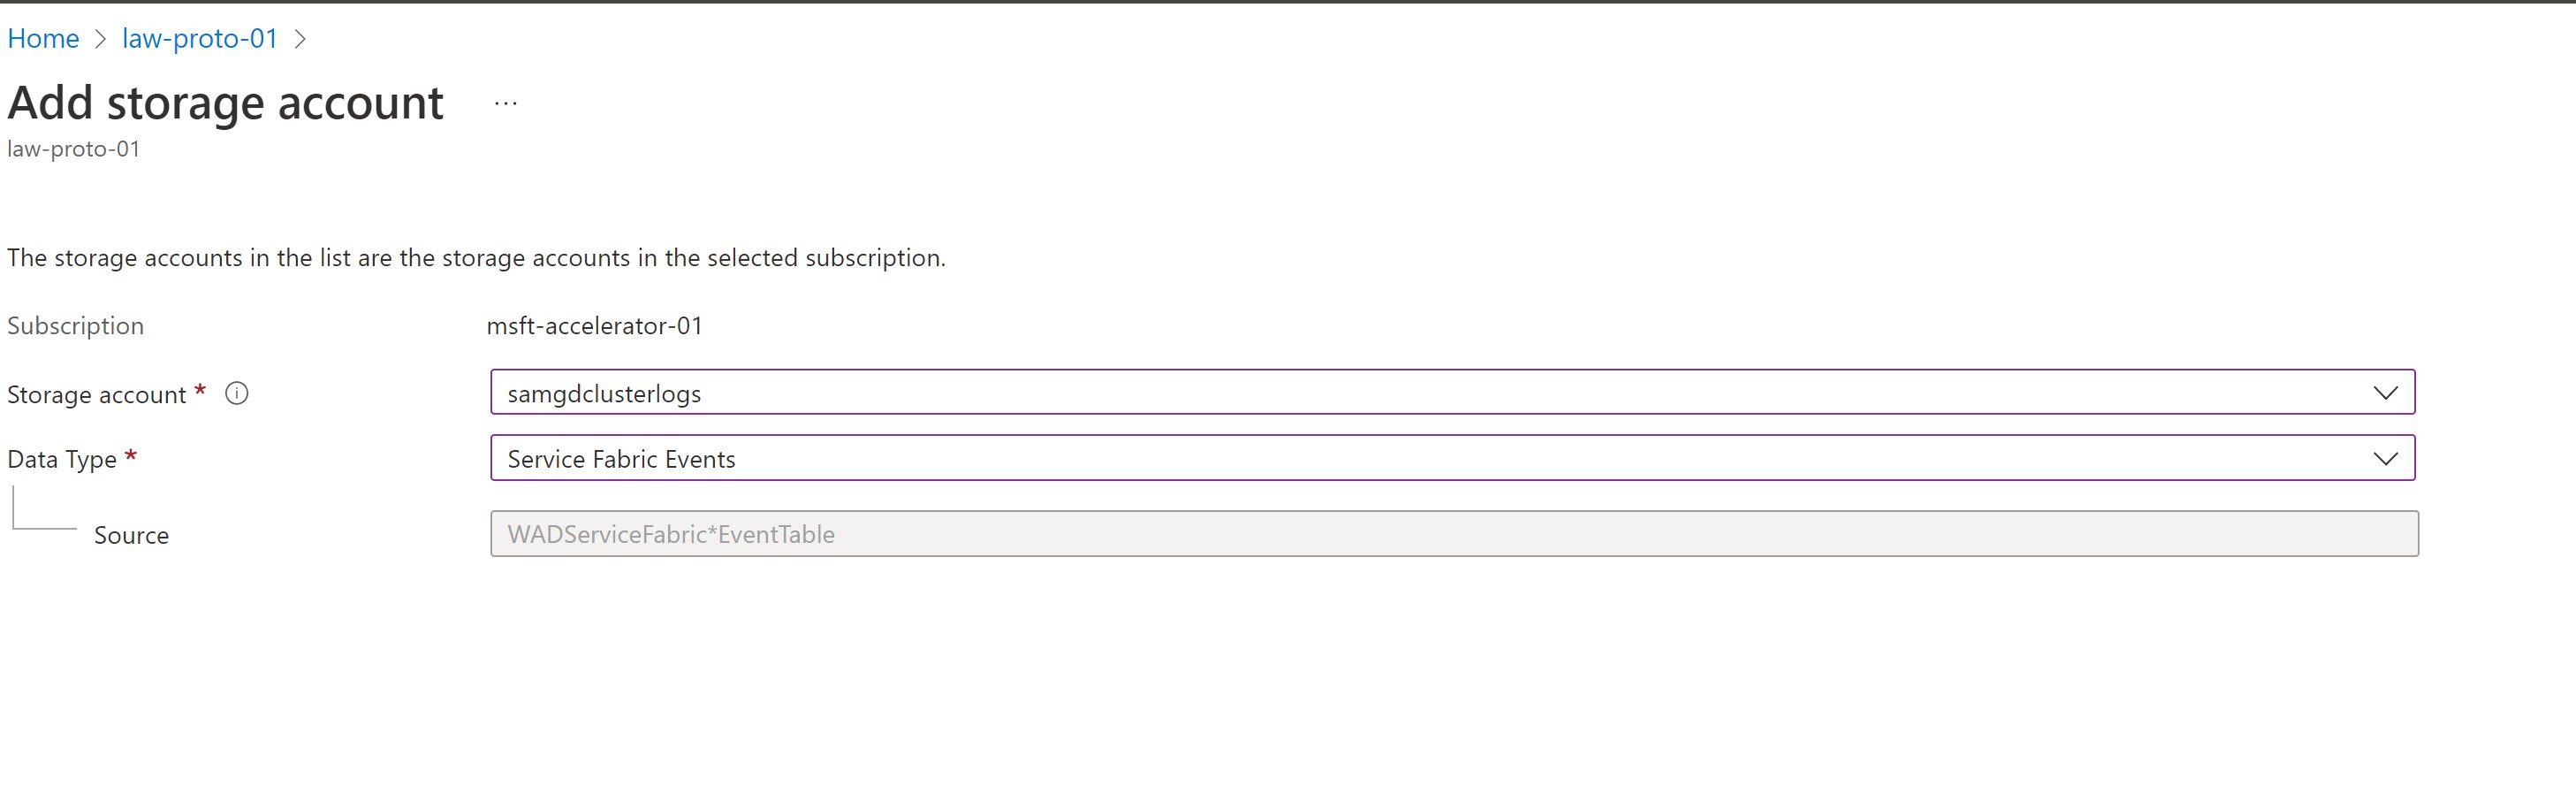 Home > law-proto-01 >
Add storage account ...
law-proto-01
The storage accounts in the list are the storage accounts in the selected subscription.
Subscription msft-accelerator-01
Storage account * samgdclusterlogs
Data Type * Service Fabric Events
Source WADServiceFabric*EventTable